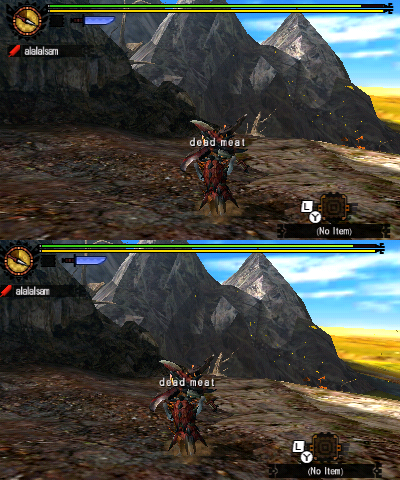 alalalsam
dead meat
L
Y
(No Item)
alalalsam
dead meat
L
Y
(No Item)